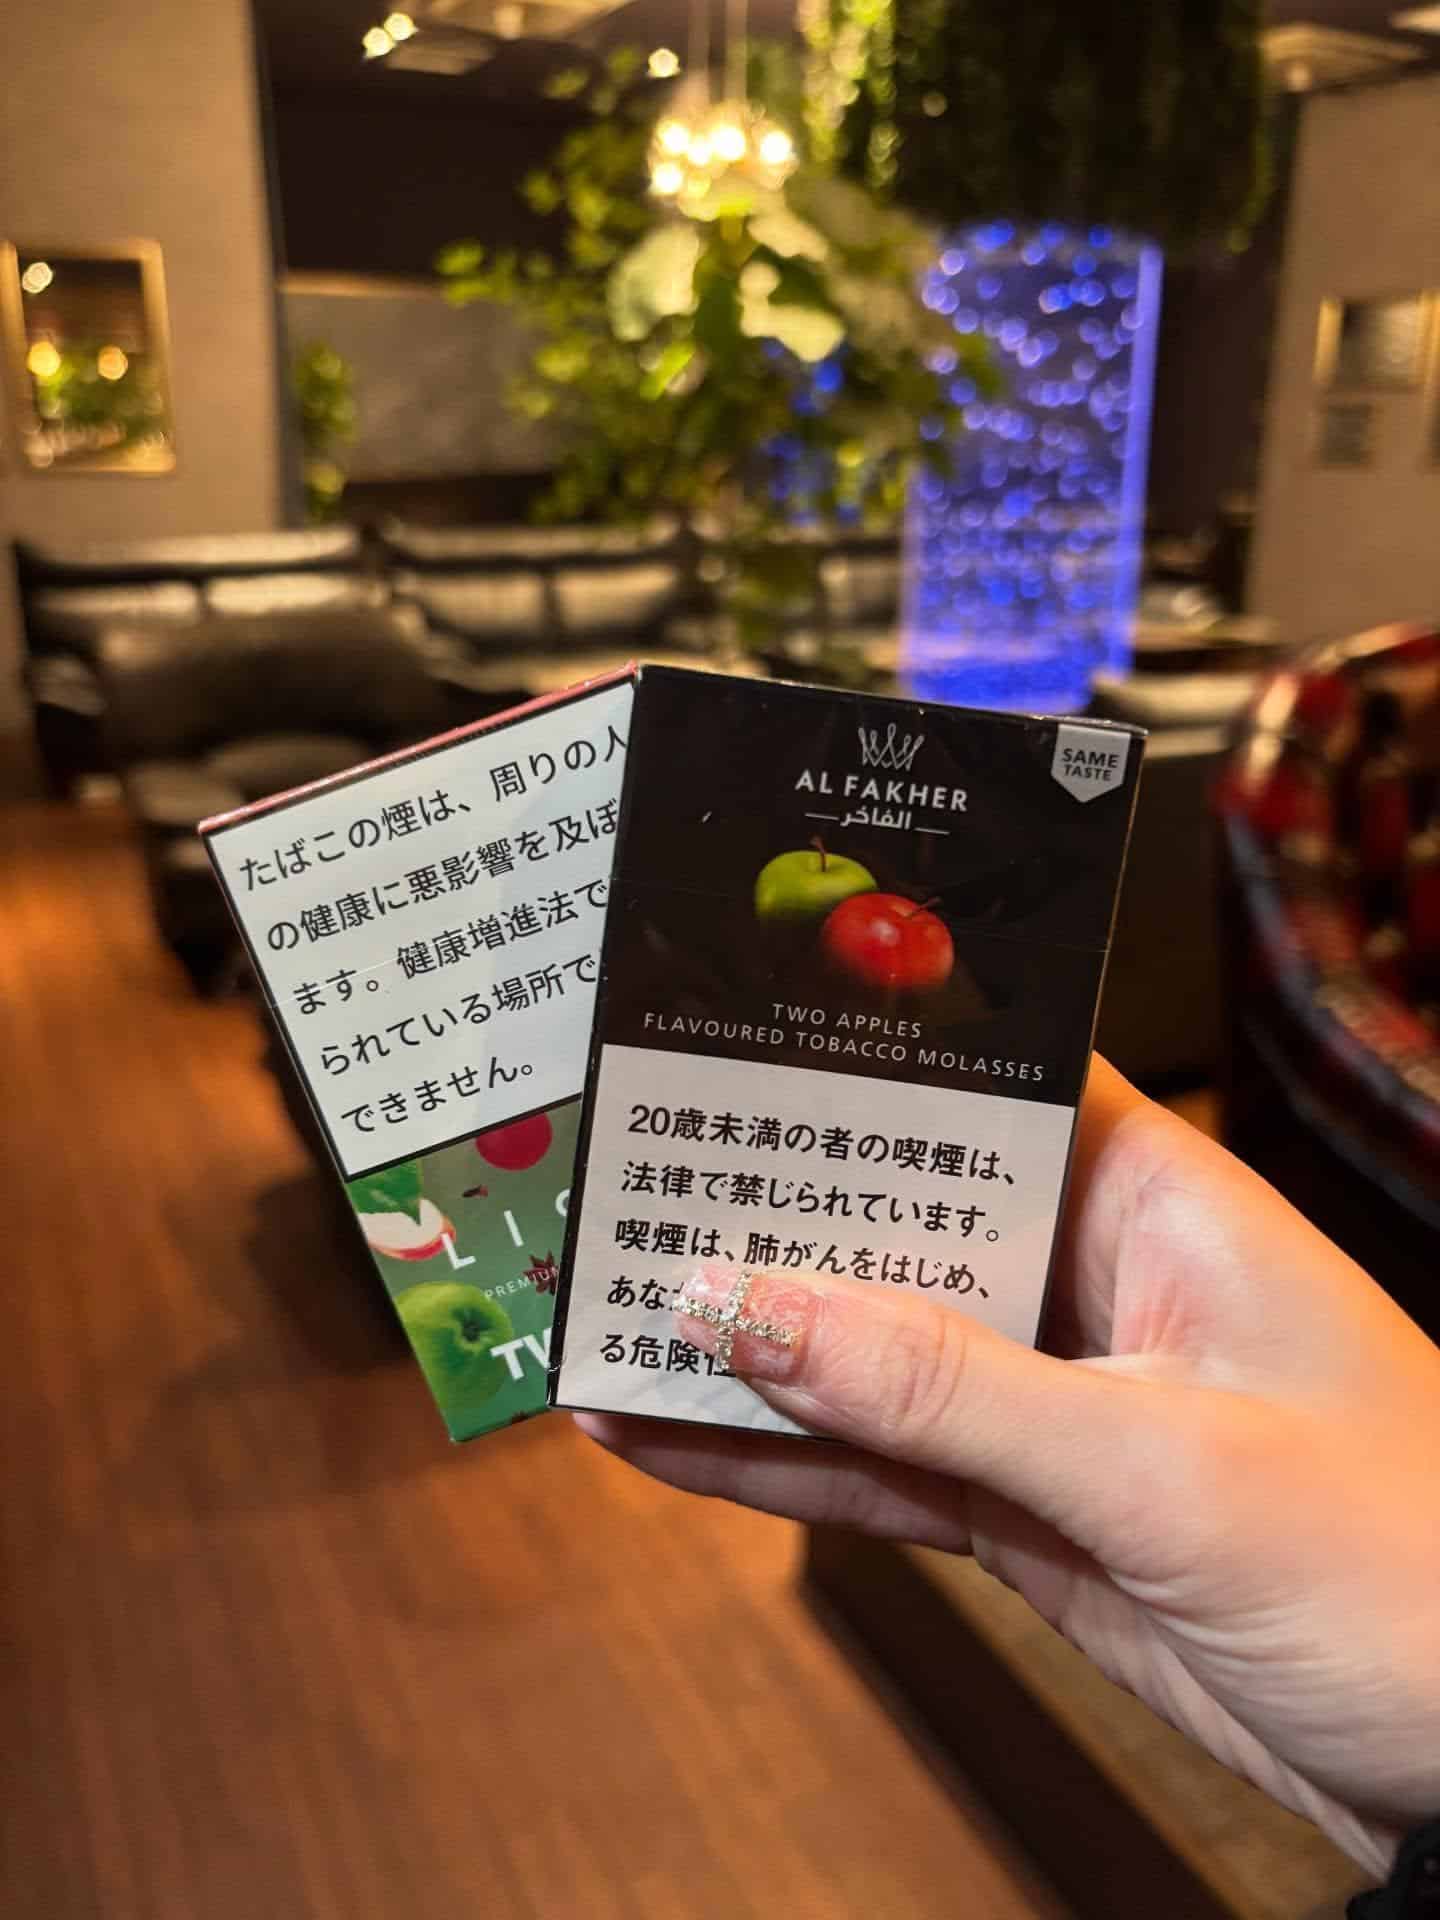 たばこの煙は、周りの人
の健康に悪影響を及ぼ
ます。健康増進法で
られている場所で
できません。
L I
PREMIUM
TW
AL FAKHER
الفاخر
SAME
TASTE
TWO APPLES
FLAVOURED TOBACCO MOLASSES
20歳未満の者の喫煙は、
法律で禁じられています。
喫煙は、肺がんをはじめ、
あな
る危険性